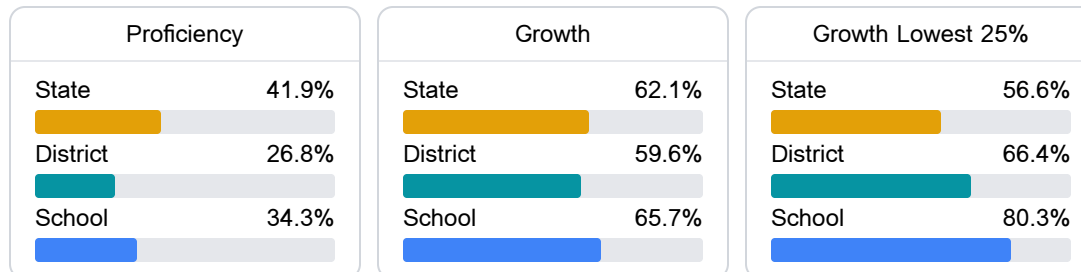 Proficiency
State 41.9%
District 26.8%
School 34.3%
Growth
State 62.1%
District 59.6%
School 65.7%
Growth Lowest 25%
State 56.6%
District 66.4%
School 80.3%